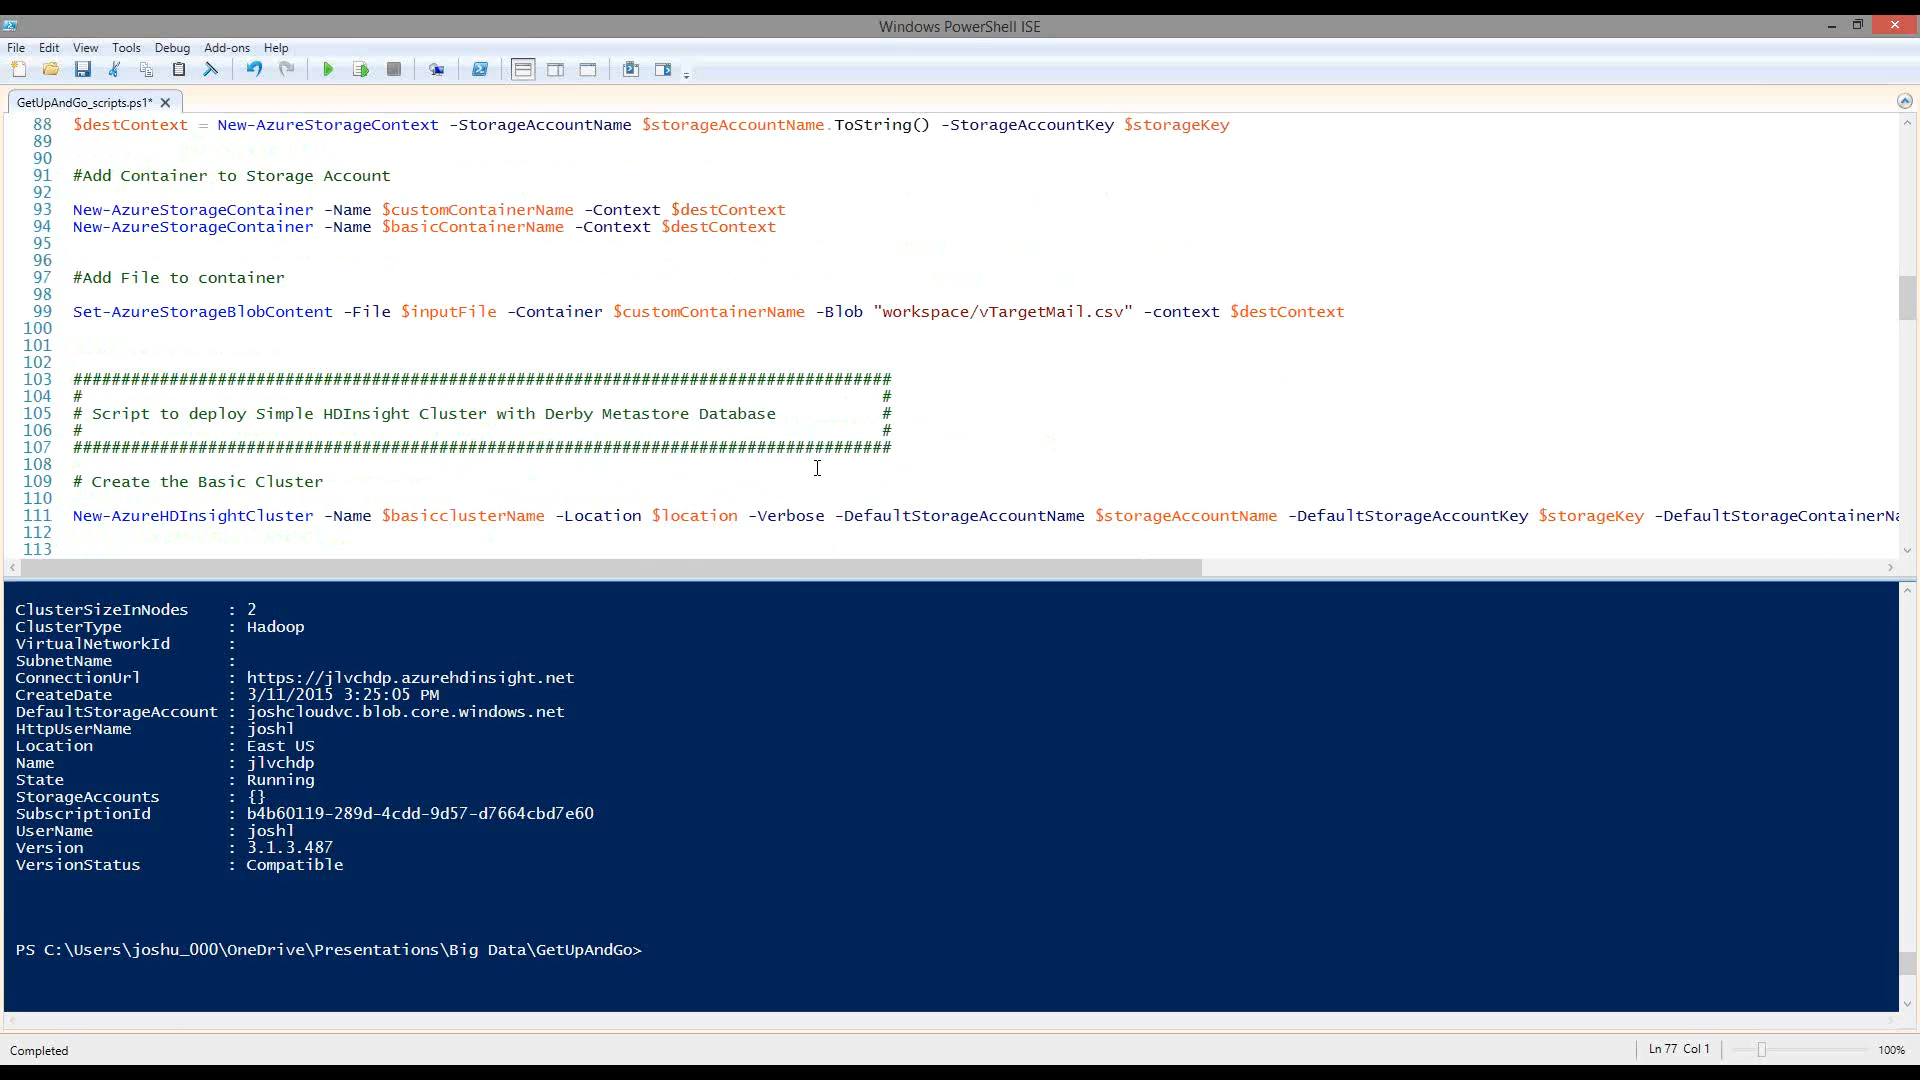 Windows PowerShell ISE
File Edit View Tools Debug Add-ons Help
GetUpAndGo_scripts.ps1*
88 $destContext = New-AzureStorageContext -StorageAccountName $storageAccountName.ToString() -StorageAccountKey $storageKey
89
90
91 #Add Container to Storage Account
92
93 New-AzureStorageContainer -Name $customContainerName -Context $destContext
94 New-AzureStorageContainer -Name $basicContainerName -Context $destContext
95
96
97 #Add File to container
98
99 Set-AzureStorageBlobContent -File $inputFile -Container $customContainerName -Blob "workspace/vTargetMail.csv" -context $destContext
100
101
102
103 #####################################################################################
104 # #
105 # Script to deploy Simple HDInsight Cluster with Derby Metastore Database #
106 # #
107 #####################################################################################
108
109 # Create the Basic Cluster
110
111 New-AzureHDInsightCluster -Name $basicclusterName -Location $location -Verbose -DefaultStorageAccountName $storageAccountName -DefaultStorageAccountKey $storageKey -DefaultStorageContainerNa
112
113
ClusterSizeInNodes : 2
ClusterType : Hadoop
VirtualNetworkId :
SubnetName :
ConnectionUrl : https://jlvchdp.azurehdinsight.net
CreateDate : 3/11/2015 3:25:05 PM
DefaultStorageAccount : joshcloudvc.blob.core.windows.net
HttpUserName : joshl
Location : East US
Name : jlvchdp
State : Running
StorageAccounts : {}
SubscriptionId : b4b60119-289d-4cdd-9d57-d7664cbd7e60
UserName : joshl
Version : 3.1.3.487
VersionStatus : Compatible
PS C:\Users\joshu_000\OneDrive\Presentations\Big Data\GetUpAndGo>
Completed
Ln 77 Col 1
100%